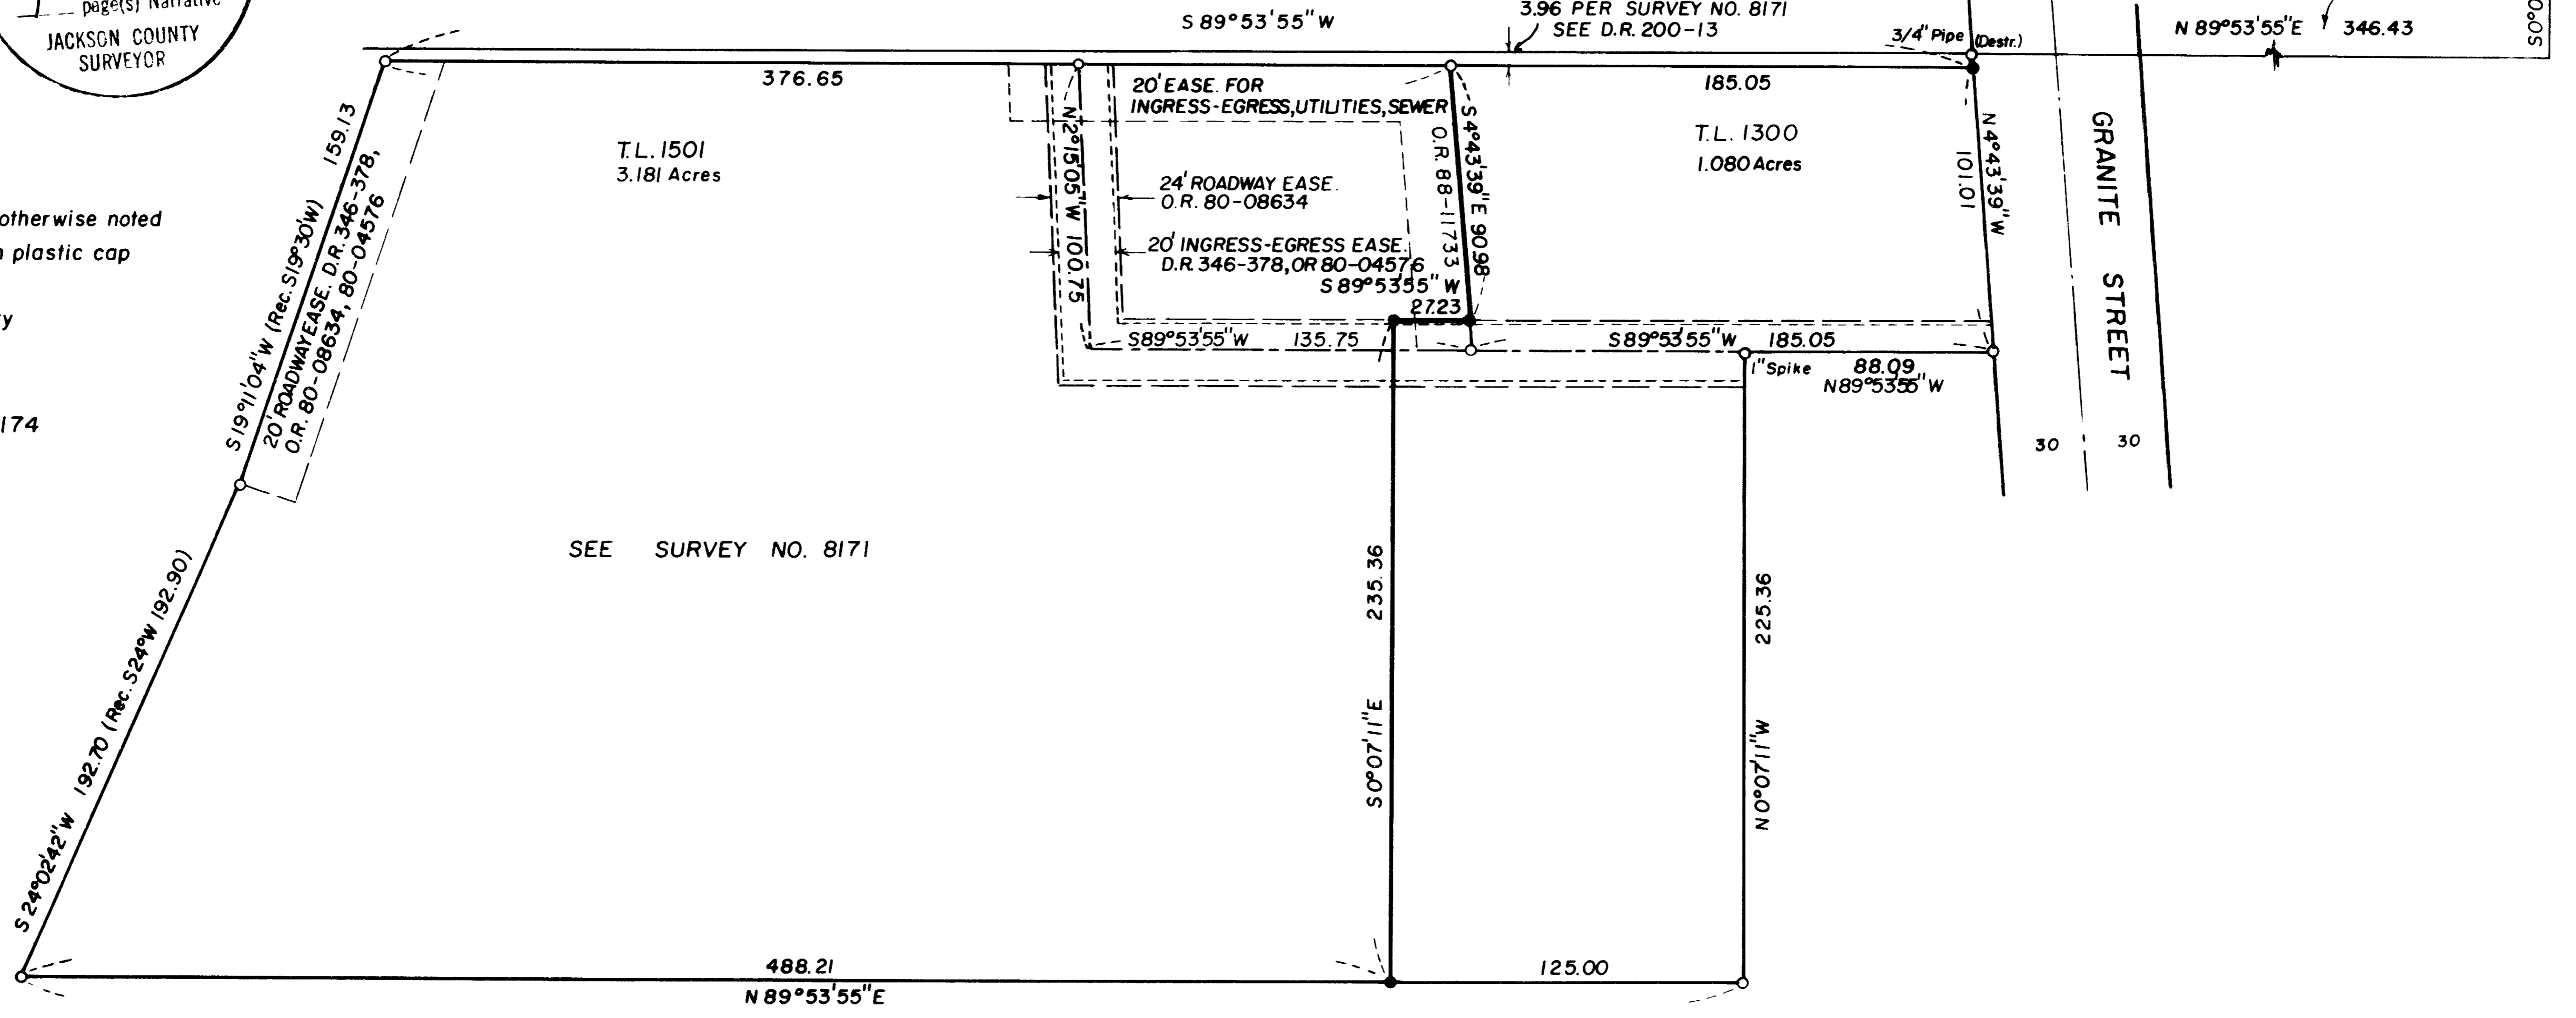 page(s) Narrative
JACKSON COUNTY
SURVEYOR
S 89°53'55" W
3.96 PER SURVEY NO. 8171
SEE D.R. 200-13
3/4" Pipe (Destr.)
N 89°53'55"E 346.43
376.65
20' EASE. FOR
INGRESS-EGRESS, UTILITIES, SEWER
185.05
T.L. 1501
3.181 Acres
T.L. 1300
1.080 Acres
159.13
S 19°11'04"W (Rec. S19°30'W)
20' ROADWAY EASE. D.R. 346-378,
O.R. 80-08634, 80-04576
N 2°15'05"W 100.75
24' ROADWAY EASE.
O.R. 80-08634
20' INGRESS-EGRESS EASE.
D.R. 346-378, OR 80-04576
O.R. 88-11733
S 4°43'39"E 90.98
N 4°43'39"W
101.01
GRANITE STREET
otherwise noted
plastic cap
S 89°53'55" W
27.23
S89°53'55"W 135.75
S89°53'55"W 185.05
1" Spike
88.09
N89°53'55"W
174
30
30
SEE SURVEY NO. 8171
S 24°02'42"W 192.70 (Rec. S24°W 192.90)
S0°07'11"E 235.36
N0°07'11"W 225.36
488.21
N 89°53'55"E
125.00